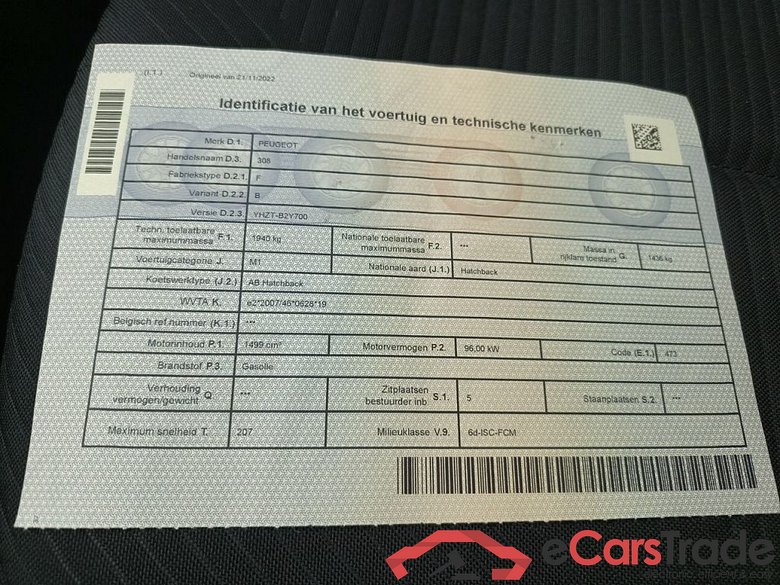 (I.1.) Origineel van 21/11/2022
Identificatie van het voertuig en technische kenmerken
Merk D.1. PEUGEOT
Handelsnaam D.3. 308
Fabriekstype D.2.1. F
Variant D.2.2 B
Versie D.2.3. YHZT-B2Y700
Techn. toelaatbare maximummassa F.1. 1940 kg Nationale toelaatbare maximummassa F.2. --- Massa in rijklare toestand G. 1436 kg
Voertuigcategorie J. M1 Nationale aard (J.1.) Hatchback
Koetswerktype (J.2.) AB Hatchback
WVTA K. e2*2007/46*0628*19
Belgisch ref.nummer (K.1.) ---
Motorinhoud P.1. 1499 cm³ Motorvermogen P.2. 96,00 kW Code (E.1.) 473
Brandstof P.3. Gasolie
Verhouding vermogen/gewicht Q. --- Zitplaatsen bestuurder inb. S.1. 5 Staanplaatsen S.2. ---
Maximum snelheid T. 207 Milieuklasse V.9. 6d-ISC-FCM
eCarsTrade